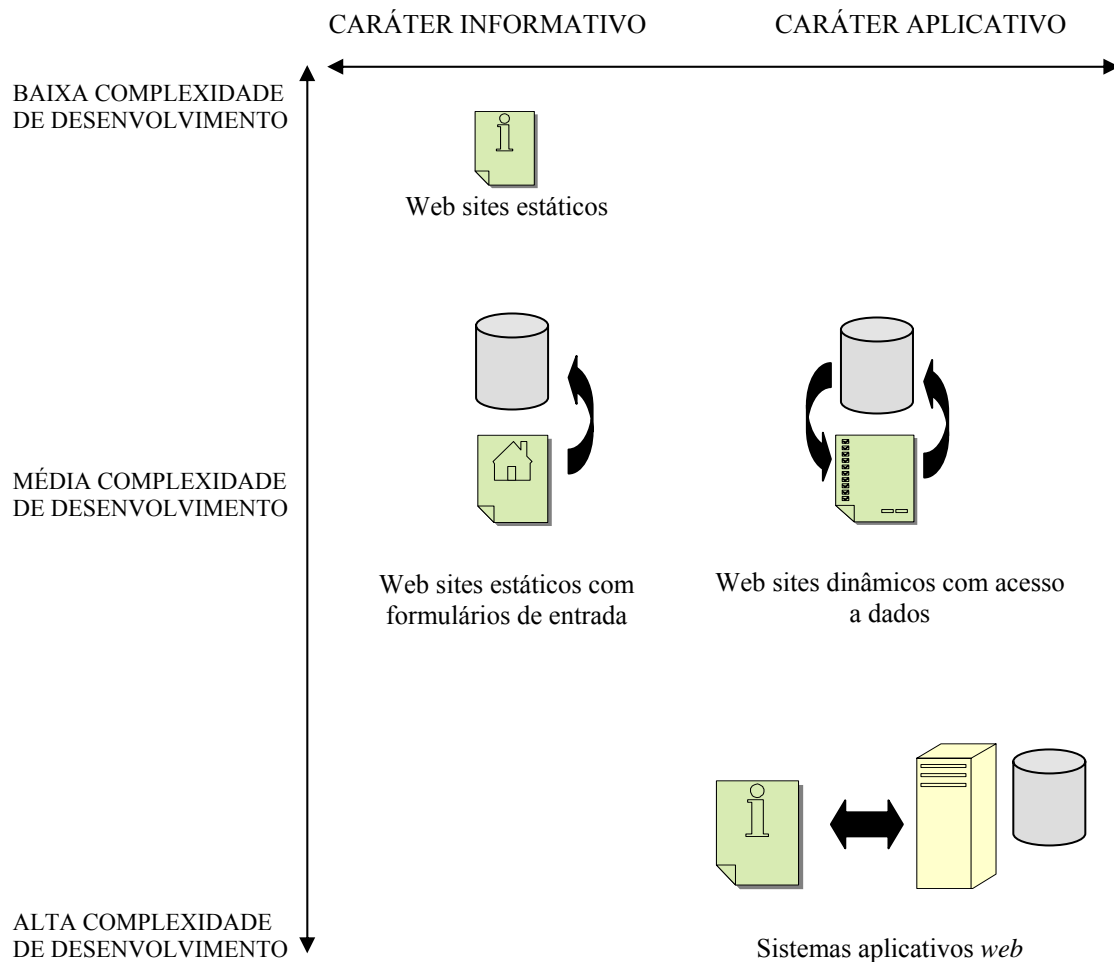 CARÁTER INFORMATIVO
CARÁTER APLICATIVO
BAIXA COMPLEXIDADE
DE DESENVOLVIMENTO
Web sites estáticos
MÉDIA COMPLEXIDADE
DE DESENVOLVIMENTO
Web sites estáticos com
formulários de entrada
Web sites dinâmicos com acesso
a dados
ALTA COMPLEXIDADE
DE DESENVOLVIMENTO
Sistemas aplicativos web